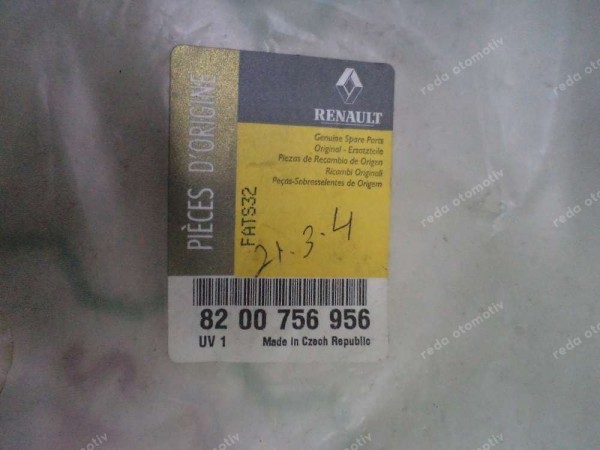 RENAULT
PIÈCES D'ORIGINE
Genuine Spare Parts
Original - Ersatzteile
Piezas de Recambio de Origen
Ricambi Originali
Peças-Sobresselentes de Origem
FATS32
21.3.4
82 00 756 956
UV 1
Made in Czech Republic
reda otomotiv
reda otomotiv
reda otomotiv
reda otomotiv
reda otomotiv